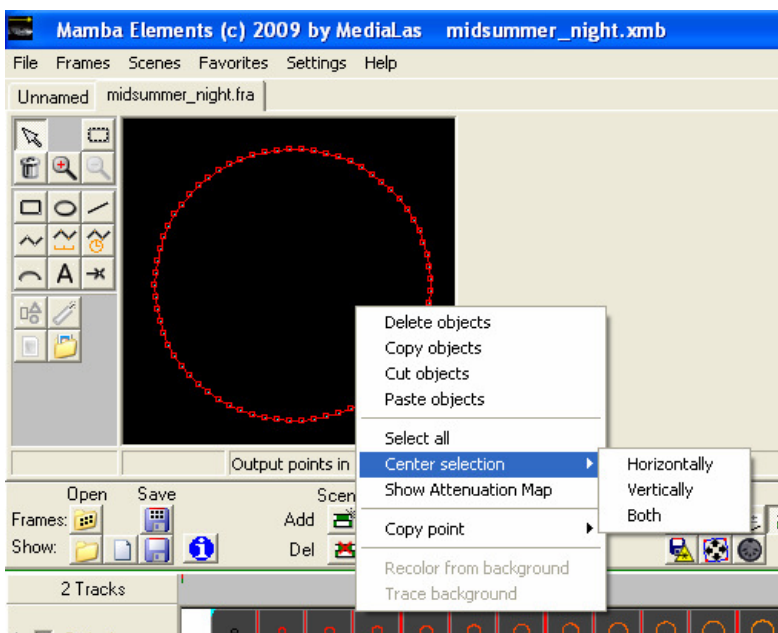 Mamba Elements (c) 2009 by MediaLas midsummer_night.xmb
File Frames Scenes Favorites Settings Help
Unnamed midsummer_night.fra
A
Delete objects
Copy objects
Cut objects
Paste objects
Select all
Center selection
Show Attenuation Map
Copy point
Recolor from background
Trace background
Horizontally
Vertically
Both
Output points in
Open Save
Frames: Add
Show: Del
2 Tracks